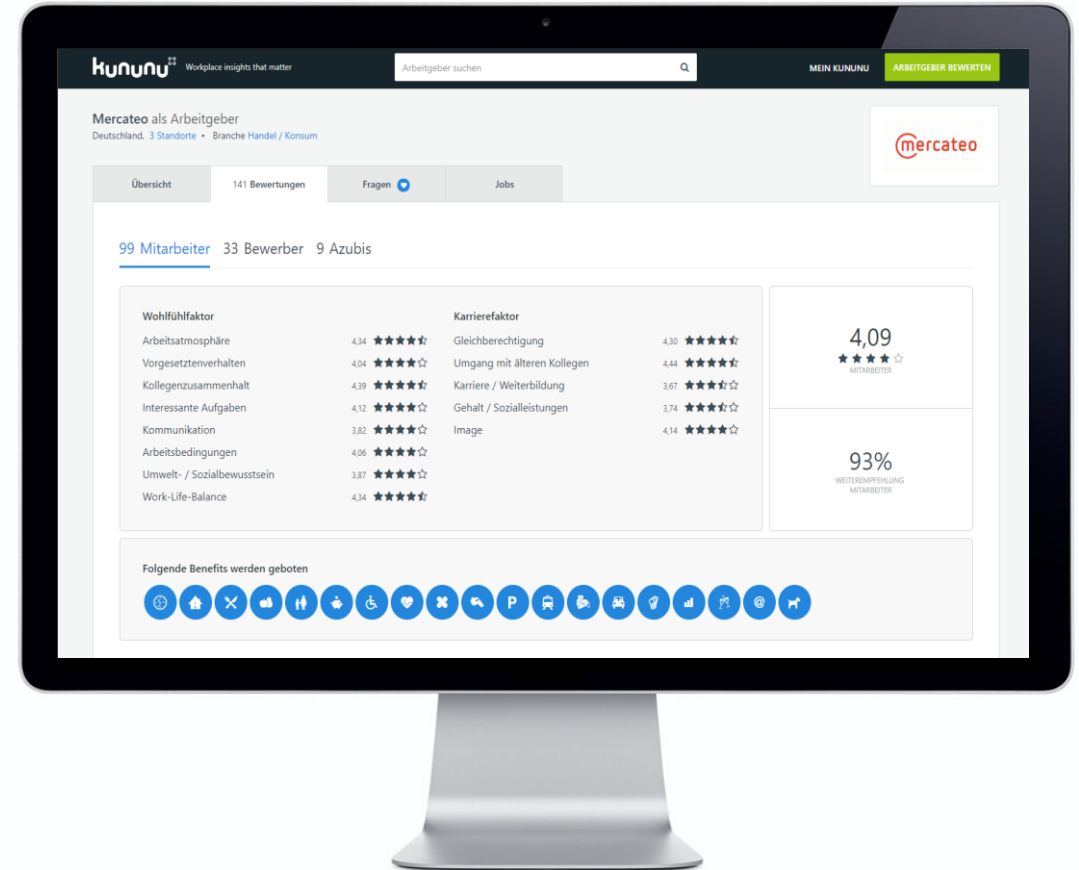 kununu Workplace insights that matter Arbeitgeber suchen MEIN KUNUNU ARBEITGEBER BEWERTEN
Mercateo als Arbeitgeber
Deutschland, 3 Standorte • Branche Handel / Konsum
mercateo
Übersicht 141 Bewertungen Fragen Jobs
99 Mitarbeiter 33 Bewerber 9 Azubis
Wohlfühlfaktor
Arbeitsatmosphäre 4,34
Vorgesetztenverhalten 4,04
Kollegenzusammenhalt 4,39
Interessante Aufgaben 4,12
Kommunikation 3,82
Arbeitsbedingungen 4,06
Umwelt- / Sozialbewusstsein 3,87
Work-Life-Balance 4,34
Karrierefaktor
Gleichberechtigung 4,30
Umgang mit älteren Kollegen 4,44
Karriere / Weiterbildung 3,67
Gehalt / Sozialleistungen 3,74
Image 4,14
4,09
MITARBEITER
93%
WEITEREMPFEHLUNG
MITARBEITER
Folgende Benefits werden geboten
P
@